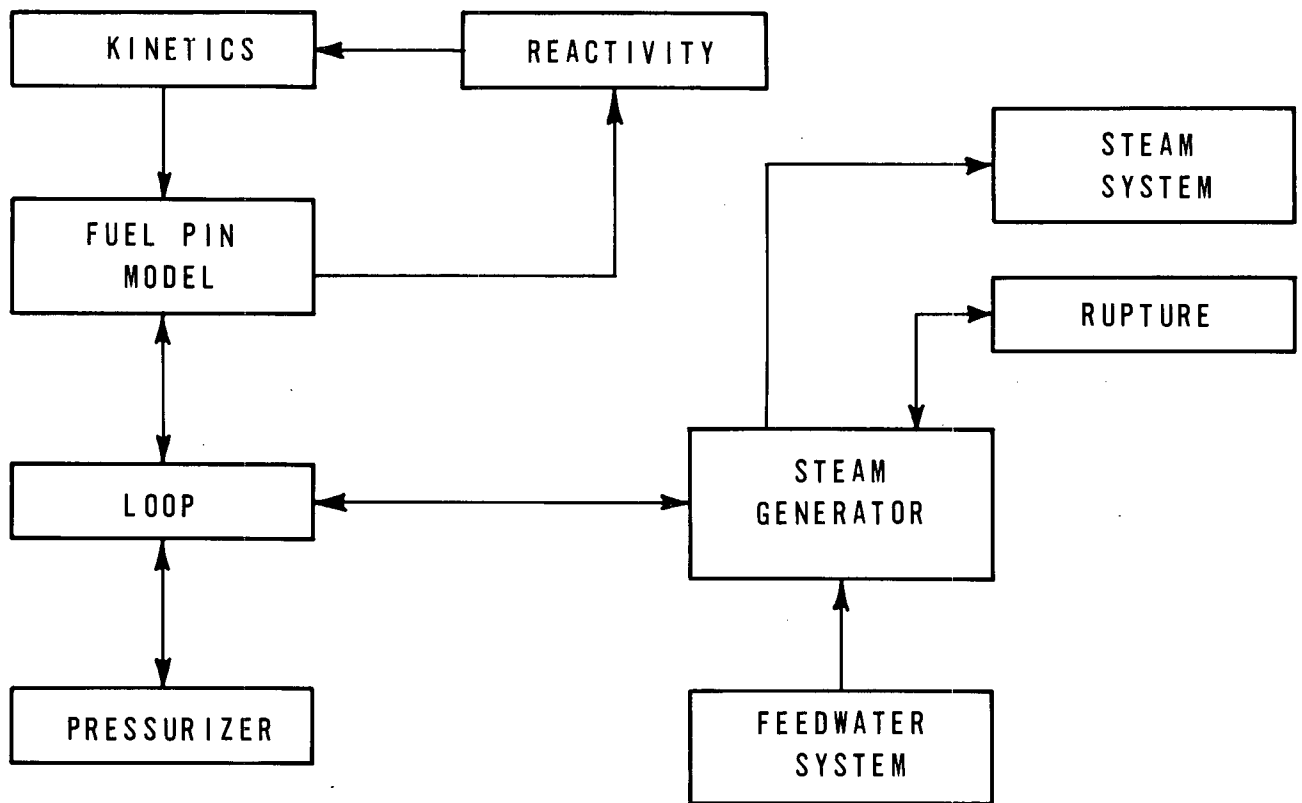 KINETICS
REACTIVITY
STEAM
SYSTEM
FUEL PIN
MODEL
RUPTURE
LOOP
STEAM
GENERATOR
PRESSURIZER
FEEDWATER
SYSTEM